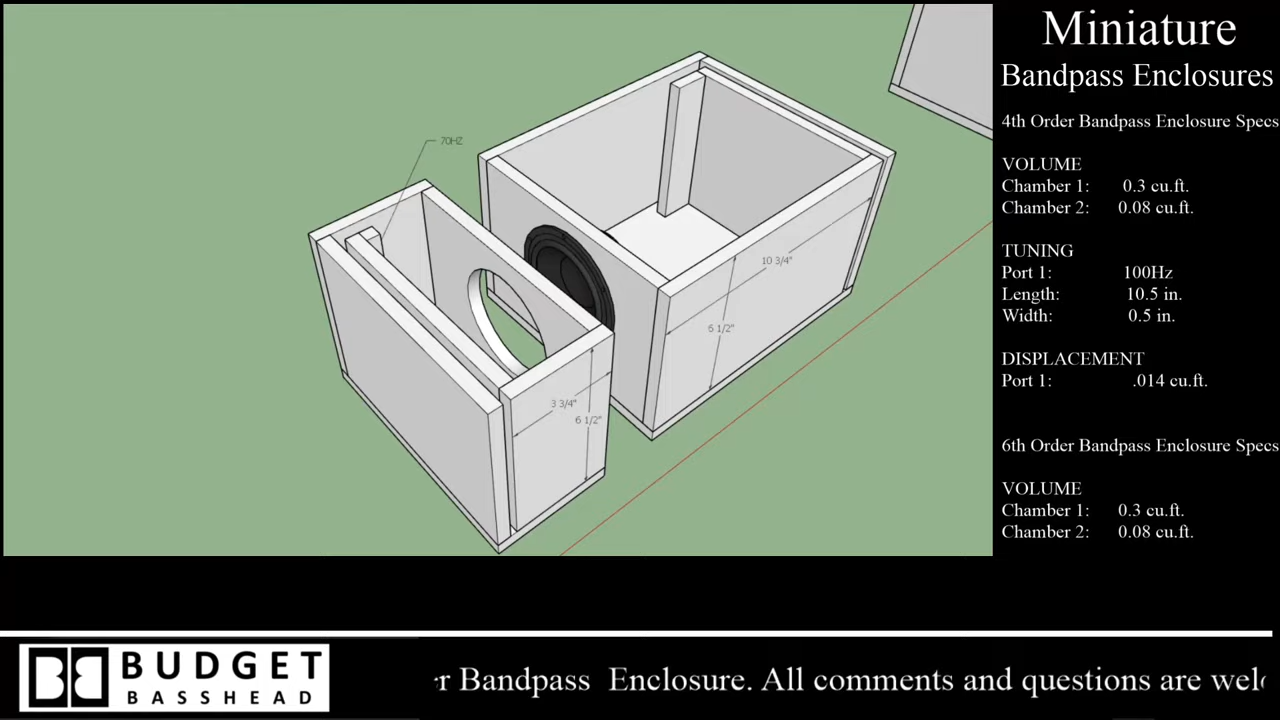 Miniature
Bandpass Enclosures
4th Order Bandpass Enclosure Specs
VOLUME
Chamber 1: 0.3 cu.ft.
Chamber 2: 0.08 cu.ft.
TUNING
Port 1: 100Hz
Length: 10.5 in.
Width: 0.5 in.
DISPLACEMENT
Port 1: .014 cu.ft.
6th Order Bandpass Enclosure Specs
VOLUME
Chamber 1: 0.3 cu.ft.
Chamber 2: 0.08 cu.ft.
70HZ
10 3/4"
6 1/2"
3 3/4"
6 1/2"
BUDGET
BASSHEAD
r Bandpass Enclosure. All comments and questions are wel